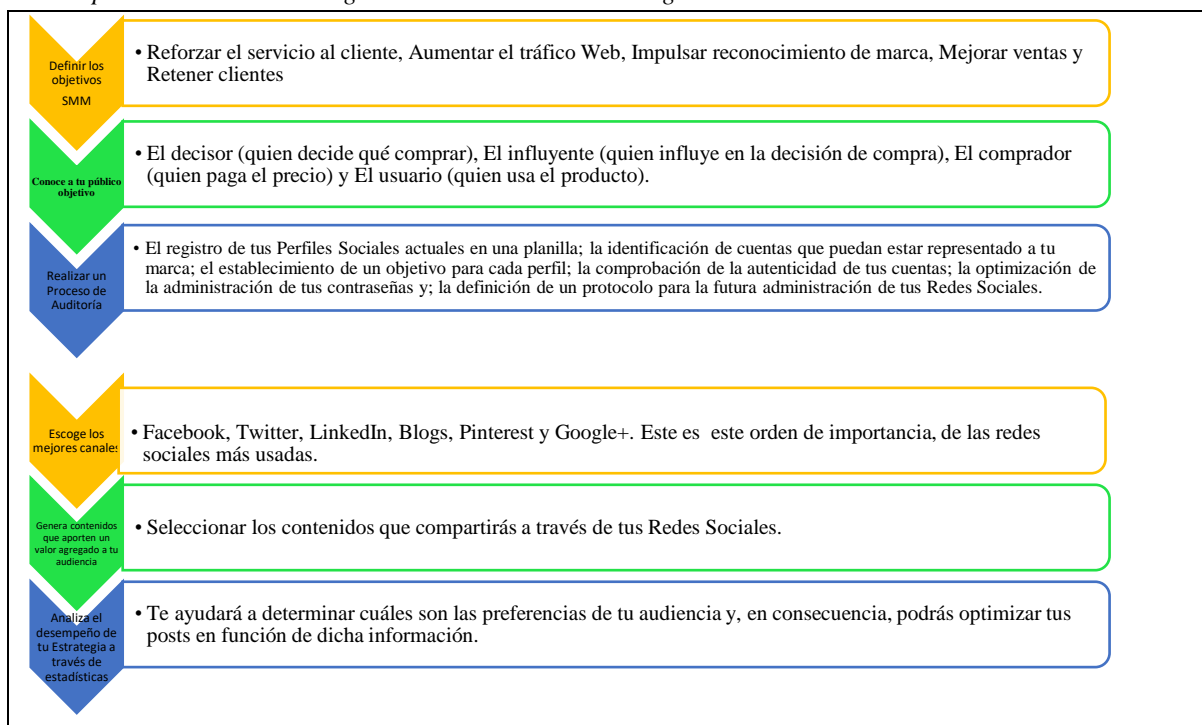 Definir los
objetivos
SMM
• Reforzar el servicio al cliente, Aumentar el tráfico Web, Impulsar reconocimiento de marca, Mejorar ventas y
Retener clientes
Conoce a tu público
objetivo
• El decisor (quien decide qué comprar), El influyente (quien influye en la decisión de compra), El comprador
(quien paga el precio) y El usuario (quien usa el producto).
Realizar un
Proceso de
Auditoría
• El registro de tus Perfiles Sociales actuales en una planilla; la identificación de cuentas que puedan estar representado a tu
marca; el establecimiento de un objetivo para cada perfil; la comprobación de la autenticidad de tus cuentas; la optimización de
la administración de tus contraseñas y; la definición de un protocolo para la futura administración de tus Redes Sociales.
Escoge los
mejores canales
• Facebook, Twitter, LinkedIn, Blogs, Pinterest y Google+. Este es este orden de importancia, de las redes
sociales más usadas.
Genera contenidos
que aporten un
valor agregado a tu
audiencia
• Seleccionar los contenidos que compartirás a través de tus Redes Sociales.
Analiza el
desempeño de
tu Estrategia a
través de
estadísticas
• Te ayudará a determinar cuáles son las preferencias de tu audiencia y, en consecuencia, podrás optimizar tus
posts en función de dicha información.